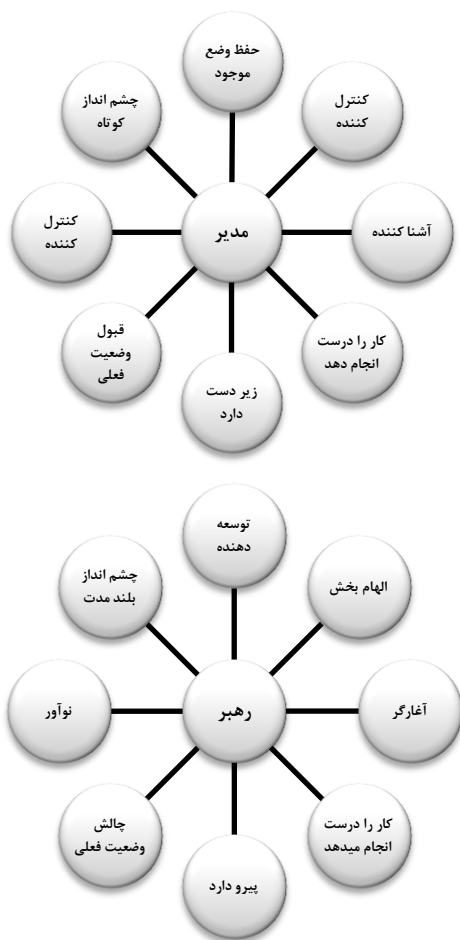 حفظ وضع
موجود
کنترل
کننده
آشنا کننده
کار را درست
انجام دهد
زیر دست
دارد
قبول
وضعیت
فعلی
کنترل
کننده
چشم انداز
کوتاه
مدیر
توسعه
دهنده
الهام بخش
آغارگر
کار را درست
انجام میدهد
پیرو دارد
چالش
وضعیت فعلی
نوآور
چشم انداز
بلند مدت
رهبر